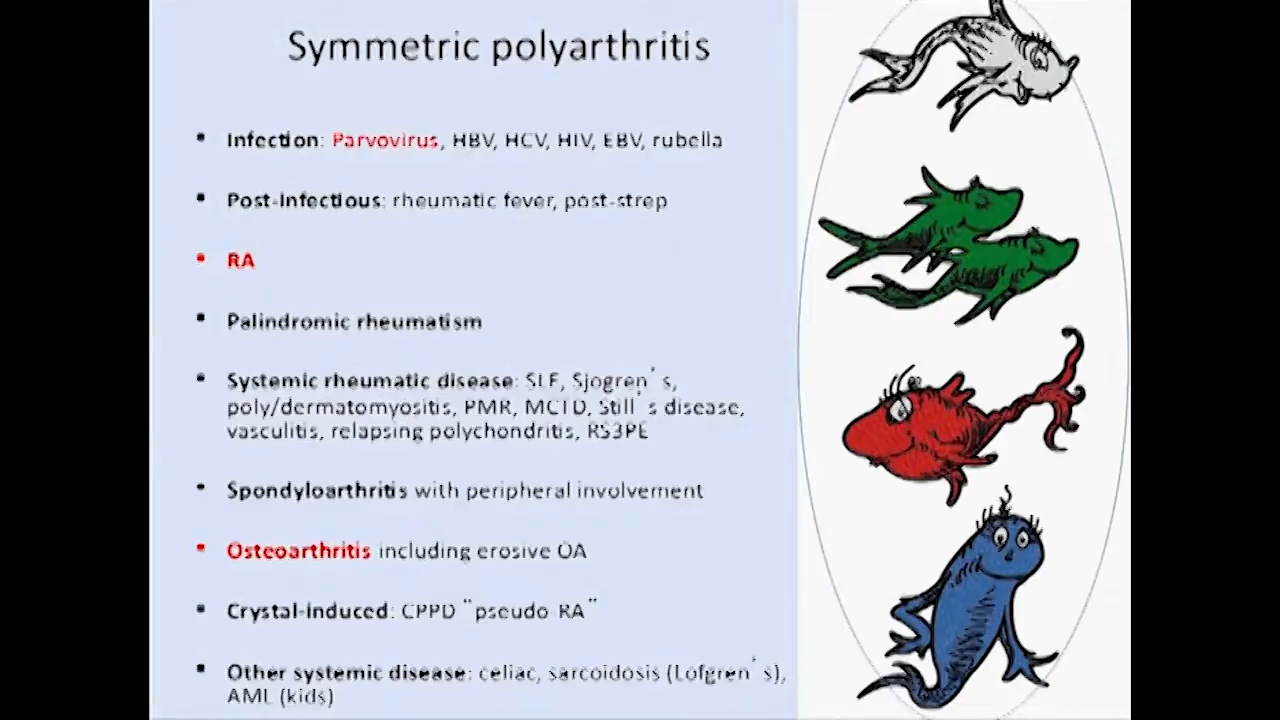 Symmetric polyarthritis
• Infection: Parvovirus, HBV, HCV, HIV, EBV, rubella
• Post-Infectious: rheumatic fever, post-strep
• RA
• Palindromic rheumatism
• Systemic rheumatic disease: SLE, Sjogren's,
poly/dermatomyositis, PMR, MCTD, Still's disease,
vasculitis, relapsing polychondritis, RS3PE
• Spondyloarthritis with peripheral involvement
• Osteoarthritis including erosive OA
• Crystal-induced: CPPD "pseudo-RA"
• Other systemic disease: celiac, sarcoidosis (Lofgren's),
AML (kids)